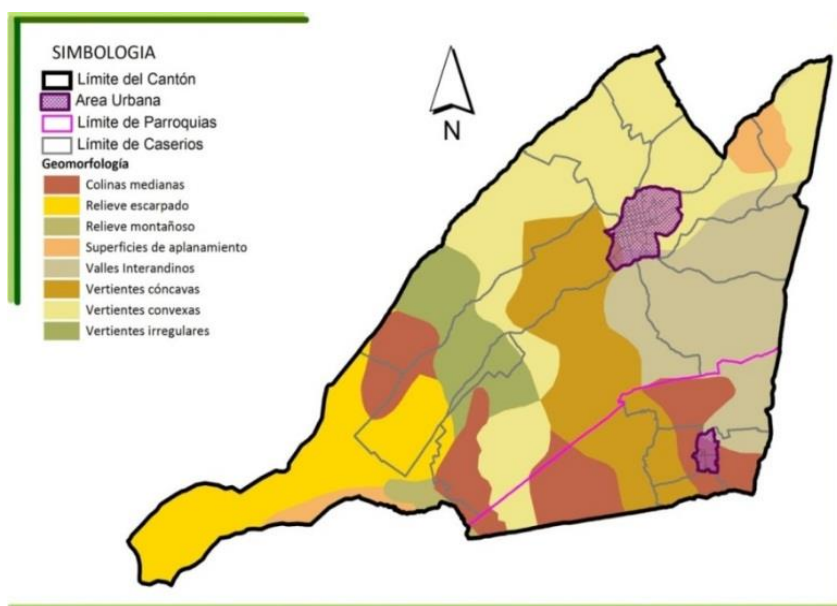 SIMBOLOGIA
Límite del Cantón
Area Urbana
Límite de Parroquias
Límite de Caserios
Geomorfología
Colinas medianas
Relieve escarpado
Relieve montañoso
Superficies de aplanamiento
Valles Interandinos
Vertientes cóncavas
Vertientes convexas
Vertientes irregulares
N